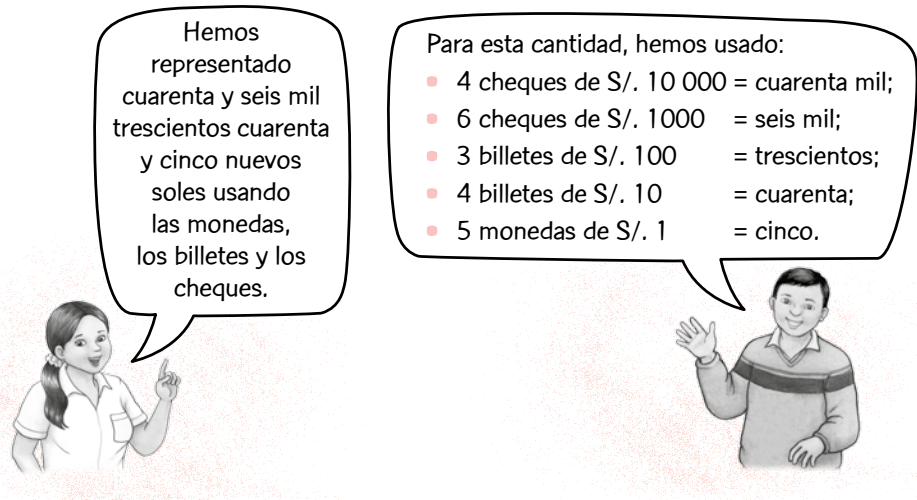 Hemos
representado
cuarenta y seis mil
trescientos cuarenta
y cinco nuevos
soles usando
las monedas,
los billetes y los
cheques.
Para esta cantidad, hemos usado:
• 4 cheques de S/. 10 000 = cuarenta mil;
• 6 cheques de S/. 1000 = seis mil;
• 3 billetes de S/. 100 = trescientos;
• 4 billetes de S/. 10 = cuarenta;
• 5 monedas de S/. 1 = cinco.